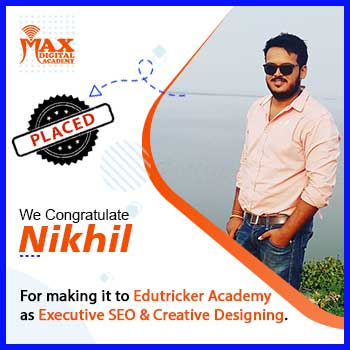 MAX
DIGITAL
ACADEMY
PLACED
We Congratulate
Nikhil
For making it to Edutricker Academy
as Executive SEO & Creative Designing.